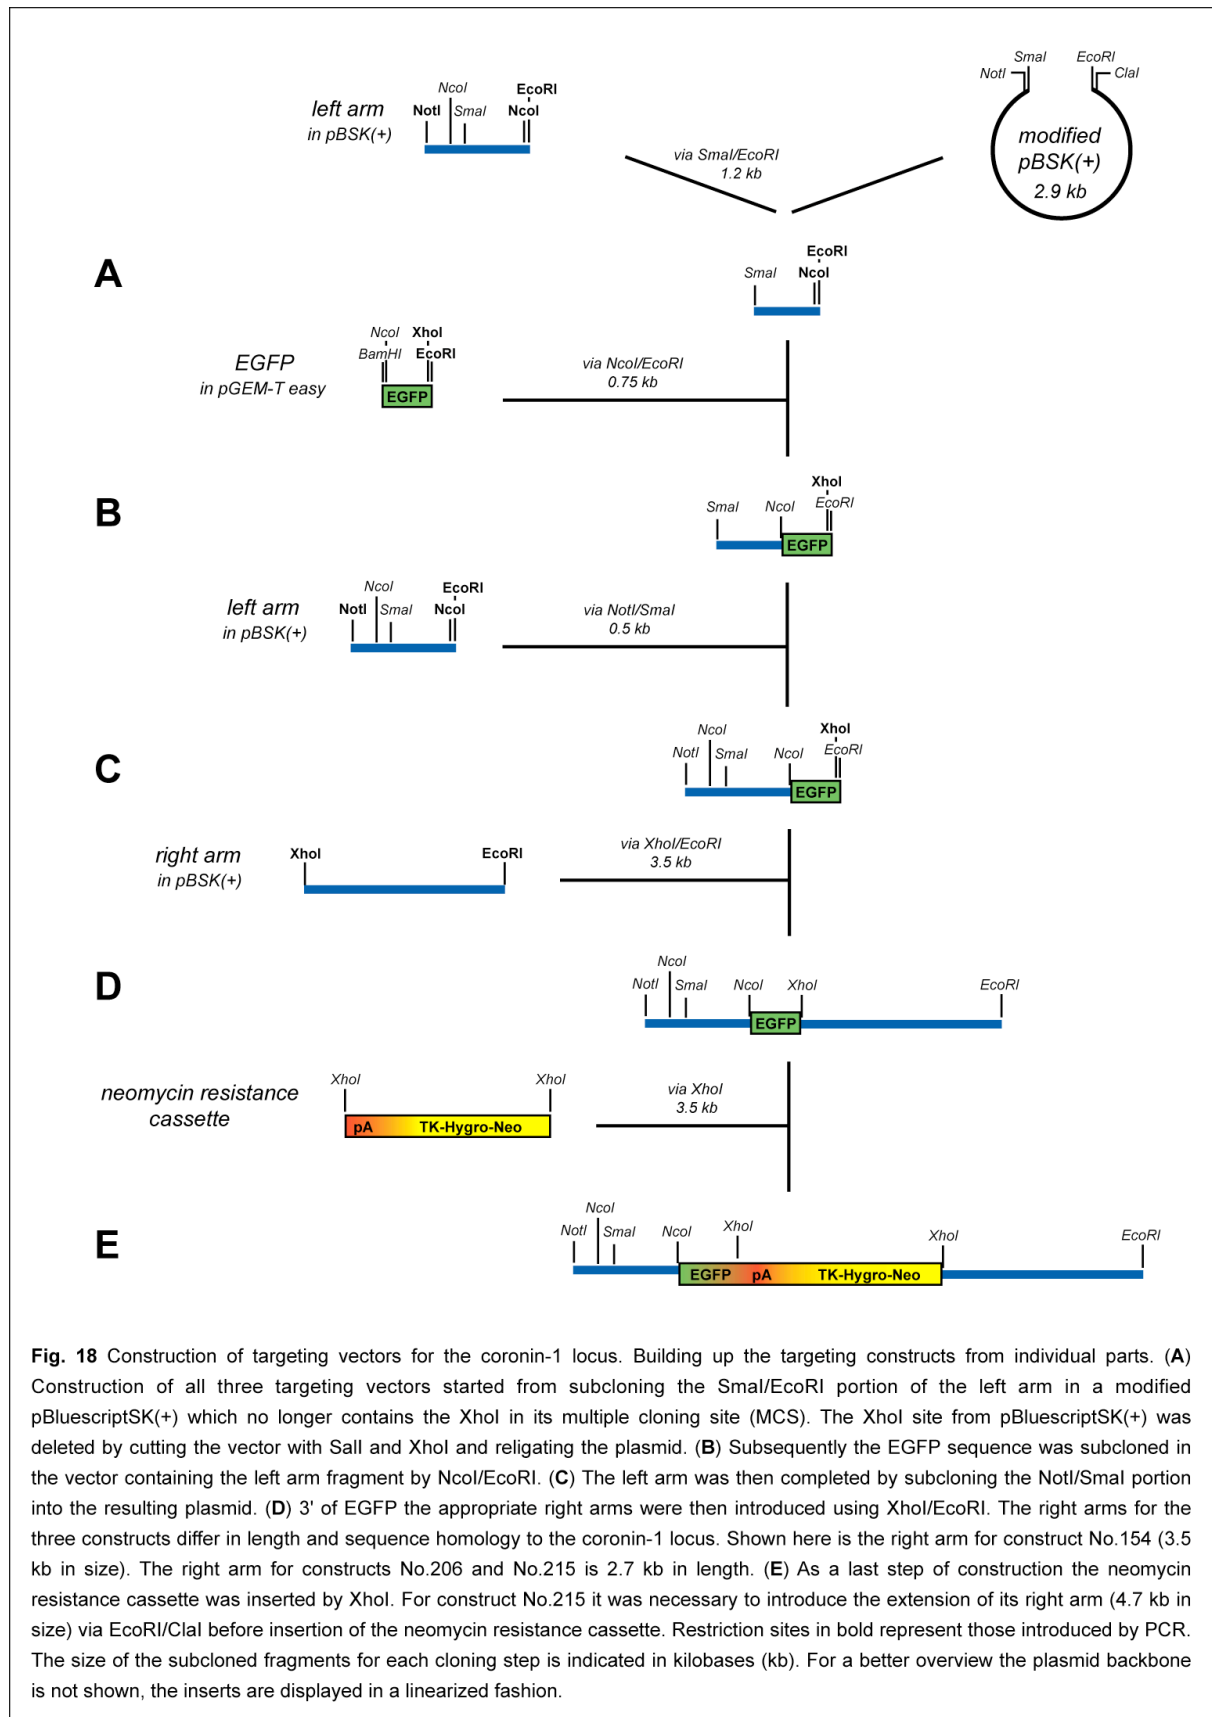 SmaI EcoRI
NotI ClaI
modified
pBSK(+)
2.9 kb
left arm
in pBSK(+)
NcoI EcoRI
NotI SmaI NcoI
via SmaI/EcoRI
1.2 kb
A
EcoRI
SmaI NcoI
EGFP
in pGEM-T easy
NcoI XhoI
BamHI EcoRI
EGFP
via NcoI/EcoRI
0.75 kb
B
XhoI
SmaI NcoI EcoRI
EGFP
left arm
in pBSK(+)
NcoI EcoRI
NotI SmaI NcoI
via NotI/SmaI
0.5 kb
C
NcoI XhoI
NotI SmaI NcoI EcoRI
EGFP
right arm
in pBSK(+)
XhoI EcoRI
via XhoI/EcoRI
3.5 kb
D
NcoI
NotI SmaI NcoI XhoI EcoRI
EGFP
neomycin resistance
cassette
XhoI XhoI
pA TK-Hygro-Neo
via XhoI
3.5 kb
E
NcoI
NotI SmaI NcoI XhoI XhoI EcoRI
EGFP pA TK-Hygro-Neo
Fig. 18 Construction of targeting vectors for the coronin-1 locus. Building up the targeting constructs from individual parts. (A)
Construction of all three targeting vectors started from subcloning the SmaI/EcoRI portion of the left arm in a modified
pBluescriptSK(+) which no longer contains the XhoI in its multiple cloning site (MCS). The XhoI site from pBluescriptSK(+) was
deleted by cutting the vector with SalI and XhoI and religating the plasmid. (B) Subsequently the EGFP sequence was subcloned in
the vector containing the left arm fragment by NcoI/EcoRI. (C) The left arm was then completed by subcloning the NotI/SmaI portion
into the resulting plasmid. (D) 3' of EGFP the appropriate right arms were then introduced using XhoI/EcoRI. The right arms for the
three constructs differ in length and sequence homology to the coronin-1 locus. Shown here is the right arm for construct No.154 (3.5
kb in size). The right arm for constructs No.206 and No.215 is 2.7 kb in length. (E) As a last step of construction the neomycin
resistance cassette was inserted by XhoI. For construct No.215 it was necessary to introduce the extension of its right arm (4.7 kb in
size) via EcoRI/ClaI before insertion of the neomycin resistance cassette. Restriction sites in bold represent those introduced by PCR.
The size of the subcloned fragments for each cloning step is indicated in kilobases (kb). For a better overview the plasmid backbone
is not shown, the inserts are displayed in a linearized fashion.